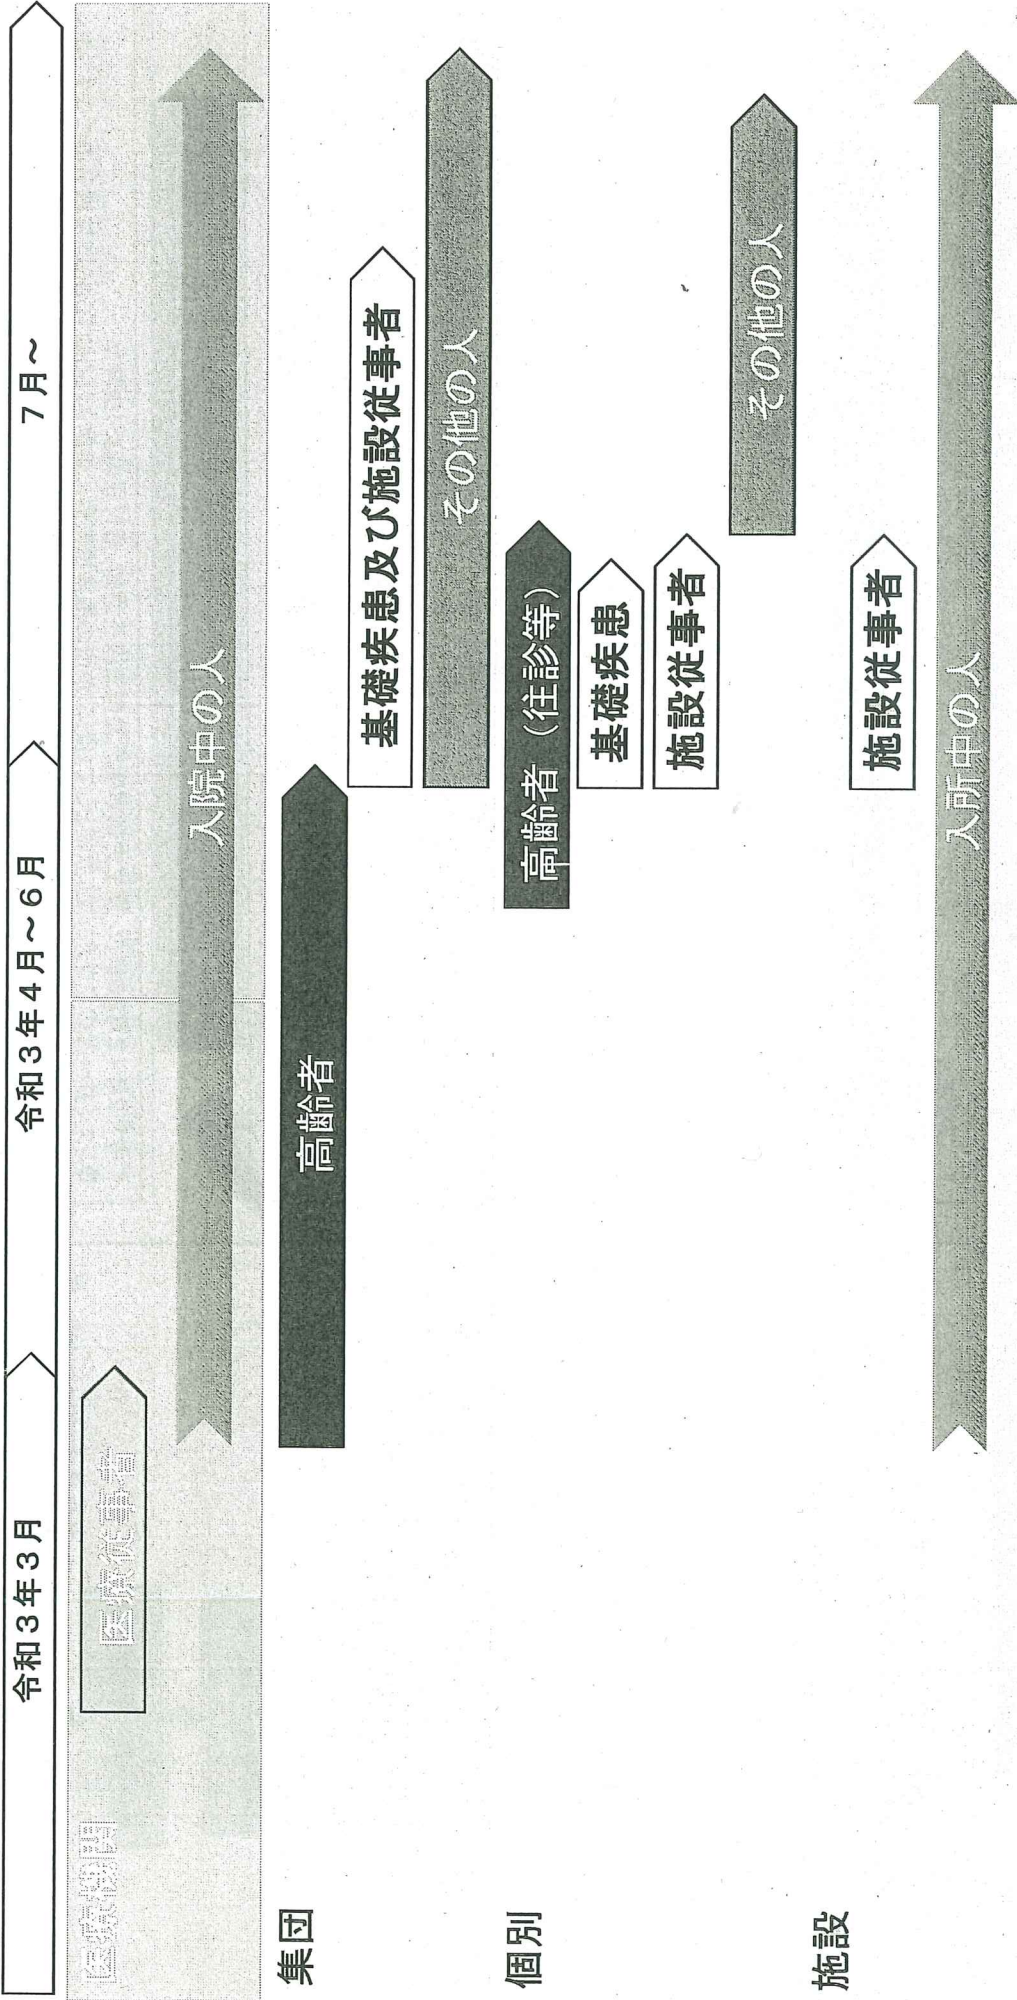 令和3年3月
令和3年4月～6月
7月～
医療機関
医療従事者
入院中の人
集団
高齢者
基礎疾患及び施設従事者
その他の人
個別
高齢者（往診等）
基礎疾患
施設従事者
その他の人
施設
施設従事者
入所中の人